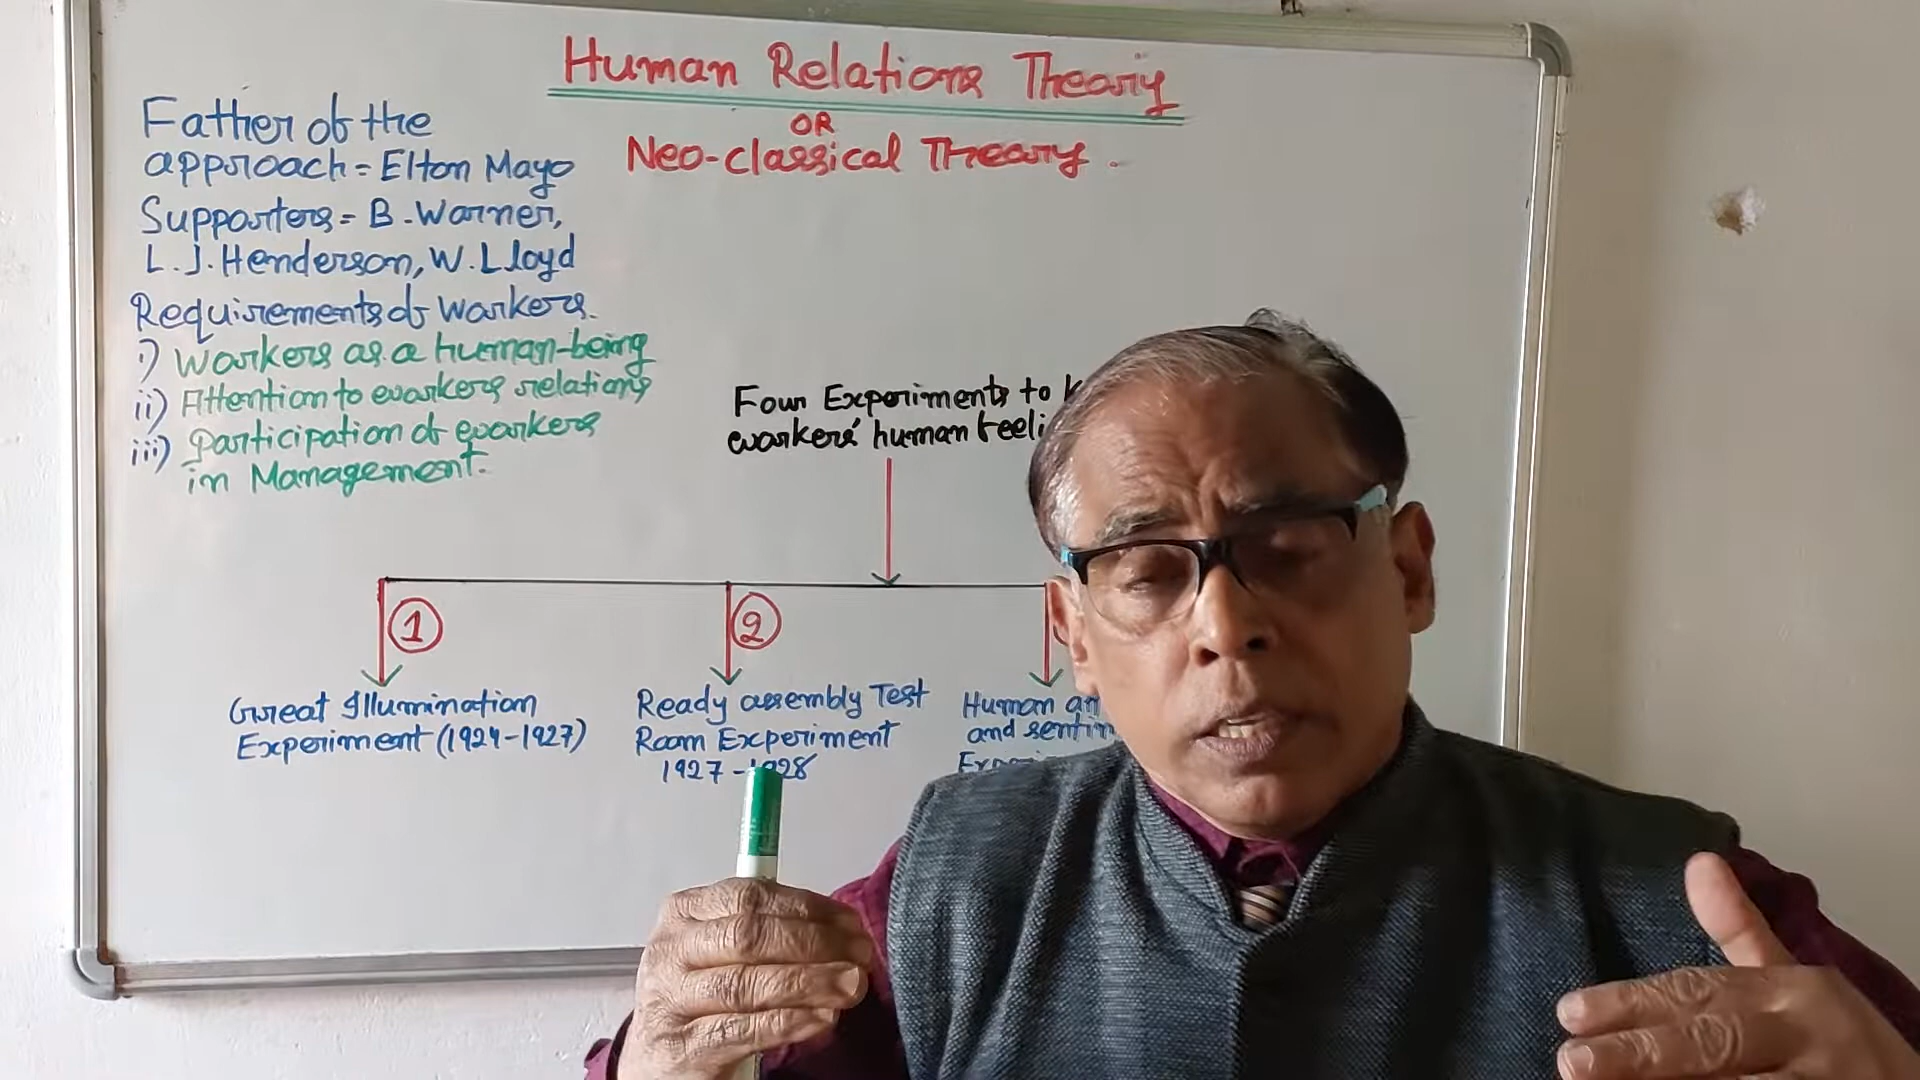 Human Relations Theory
OR
Neo-classical Theory.
Father of the
approach = Elton Mayo
Supporters = B. Warner,
L.J. Henderson, W. Lloyd
Requirements of workers.
i) Workers as a human-being
ii) Attention to workers relations
iii) Participation of workers
in Management.
Four Experiments to
workers' human
1
2
Great Illumination
Experiment (1924-1927)
Ready assembly Test
Room Experiment
1927-1928
Human
and